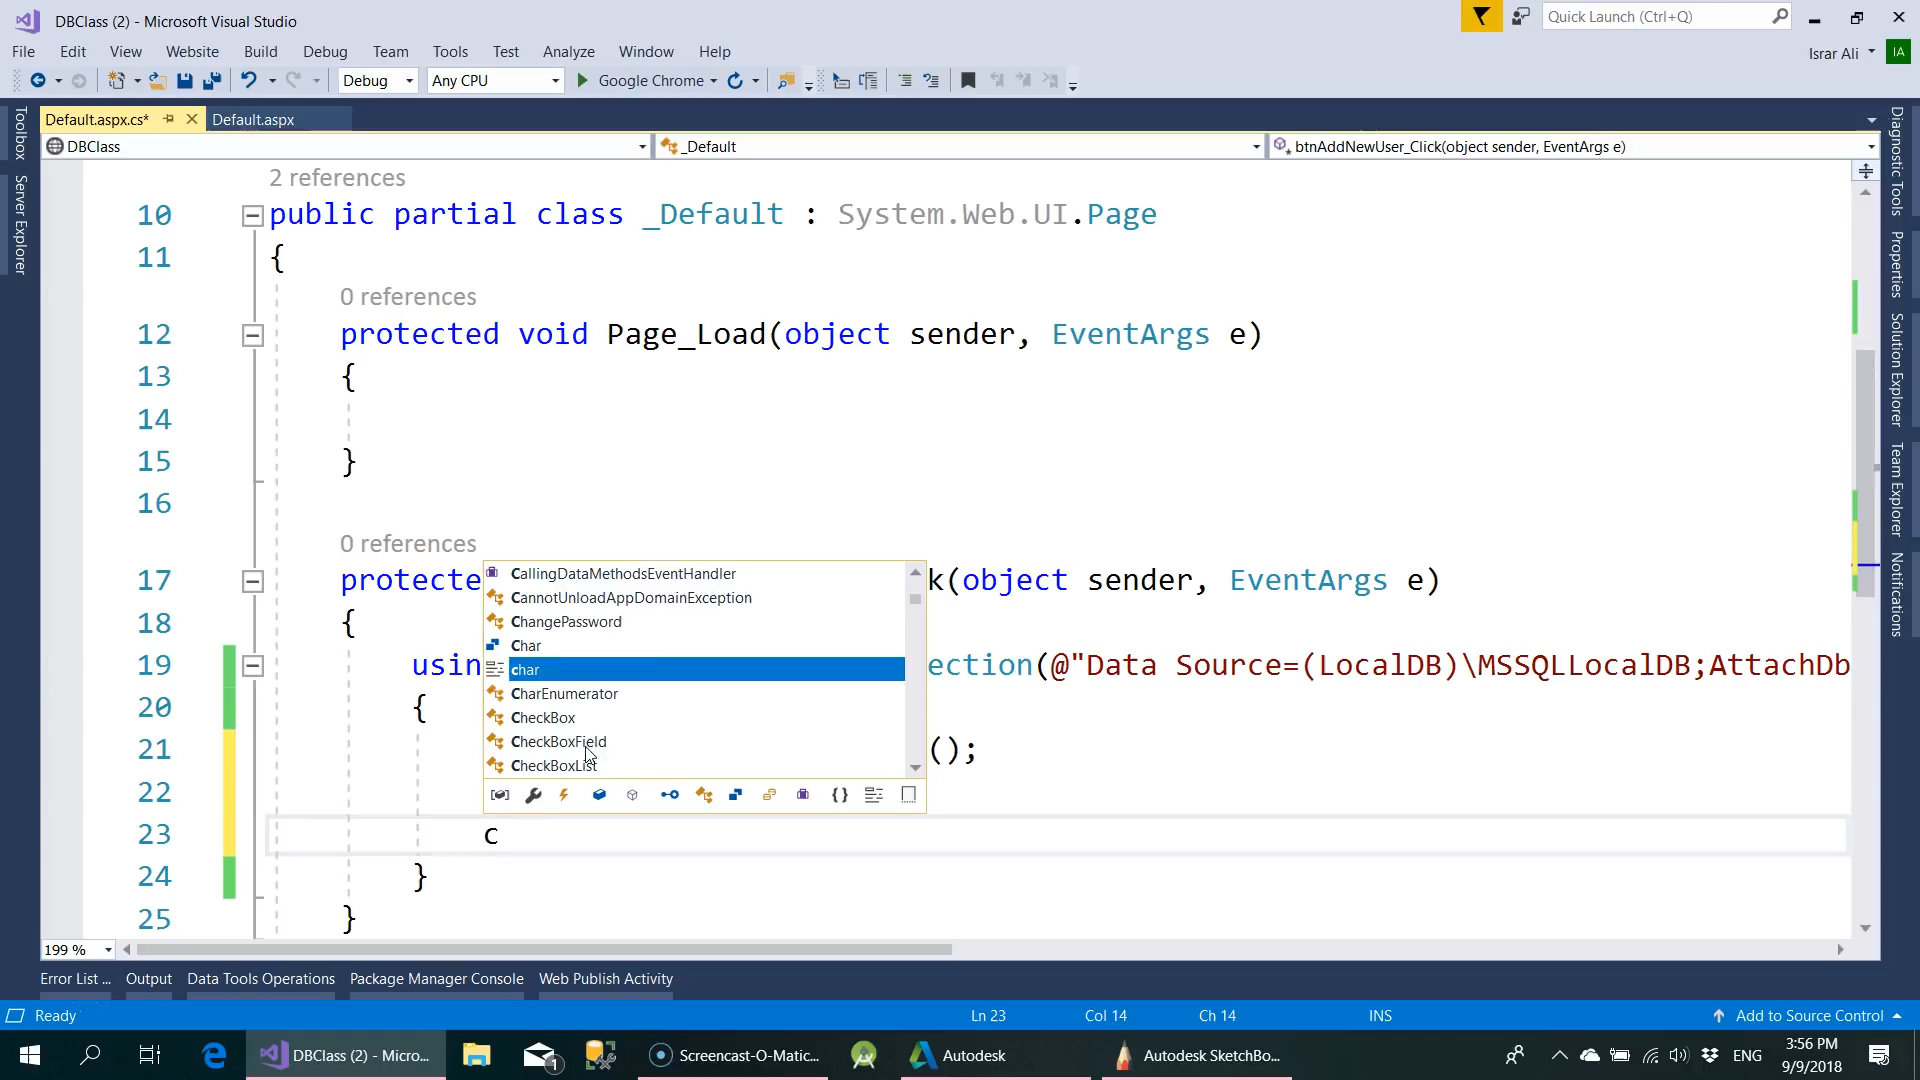 DBClass (2) - Microsoft Visual Studio
Quick Launch (Ctrl+Q)
File Edit View Website Build Debug Team Tools Test Analyze Window Help
Israr Ali IA
Debug Any CPU Google Chrome
Default.aspx.cs* Default.aspx
DBClass _Default btnAddNewUser_Click(object sender, EventArgs e)
Toolbox
Server Explorer
Diagnostic Tools
Properties
Solution Explorer
Team Explorer
Notifications
2 references
10 public partial class _Default : System.Web.UI.Page
11 {
0 references
12 protected void Page_Load(object sender, EventArgs e)
13 {
14
15 }
16
0 references
17 protecte k(object sender, EventArgs e)
18 {
19 usin ection(@"Data Source=(LocalDB)\MSSQLLocalDB;AttachDb
20 {
21 ();
22
23 c
24 }
25 }
CallingDataMethodsEventHandler
CannotUnloadAppDomainException
ChangePassword
Char
char
CharEnumerator
CheckBox
CheckBoxField
CheckBoxList
199 %
Error List ... Output Data Tools Operations Package Manager Console Web Publish Activity
Ready Ln 23 Col 14 Ch 14 INS Add to Source Control
DBClass (2) - Micro... 1 Screencast-O-Matic... Autodesk Autodesk SketchBo... ENG 3:56 PM
9/9/2018